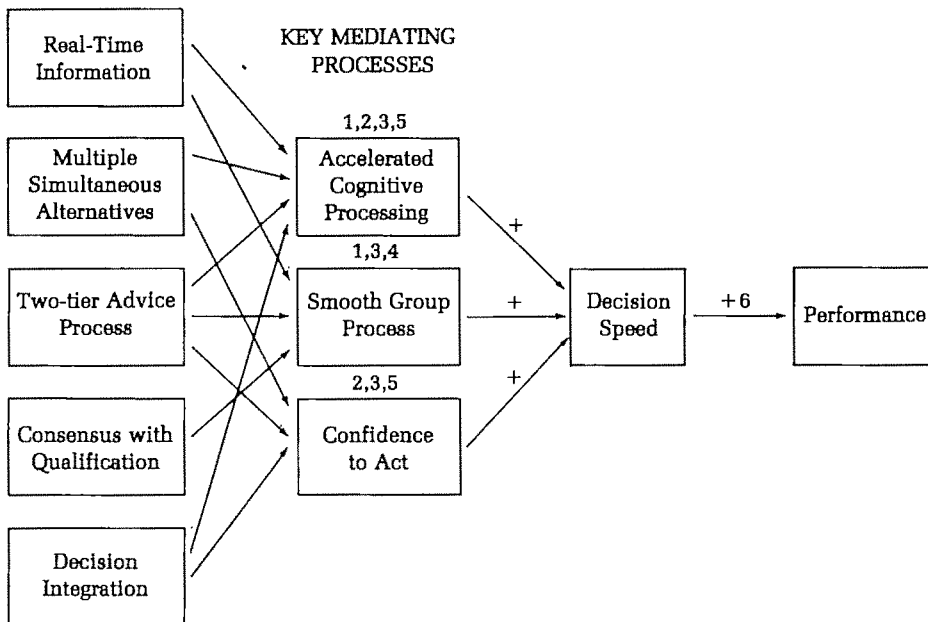 Real-Time
Information
KEY MEDIATING
PROCESSES
Multiple
Simultaneous
Alternatives
1,2,3,5
Accelerated
Cognitive
Processing
+
Two-tier Advice
Process
1,3,4
Smooth Group
Process
+
Decision
Speed
+6
Performance
Consensus with
Qualification
2,3,5
Confidence
to Act
+
Decision
Integration